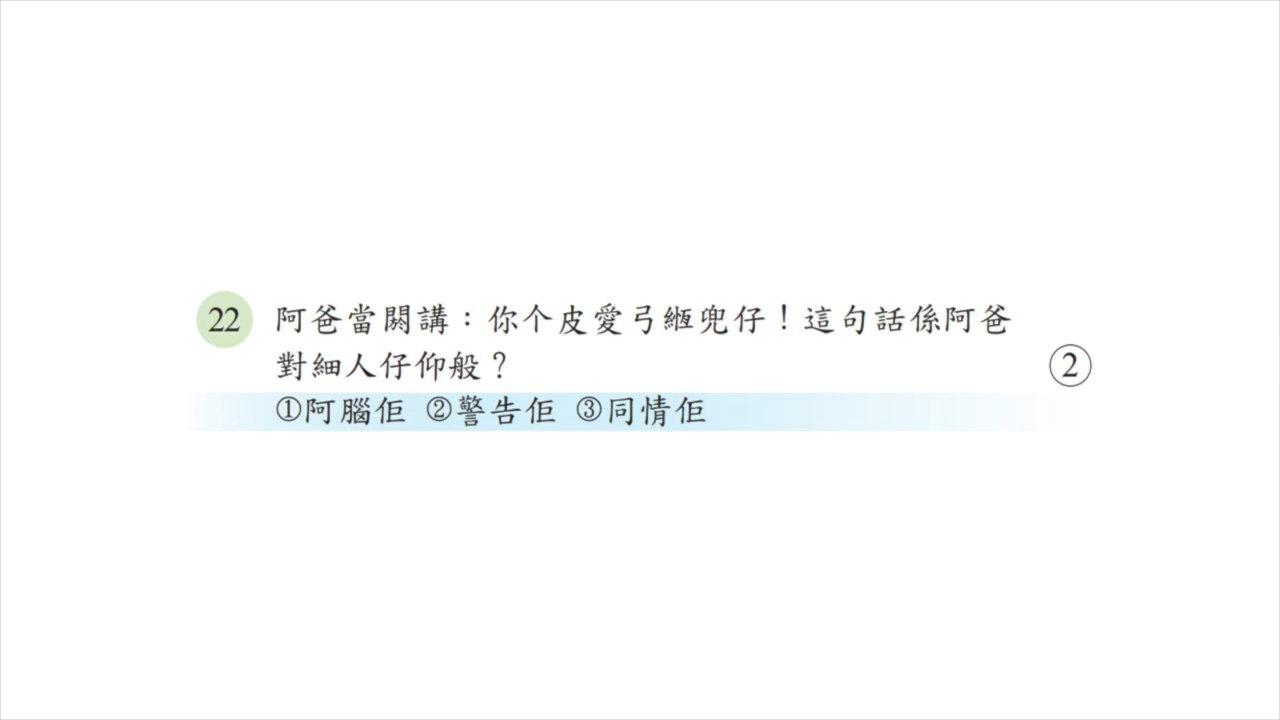 22 阿爸當閼講：你个皮愛弓緪兜仔！這句話係阿爸
對細人仔仰般？
②
①阿腦佢 ②警告佢 ③同情佢